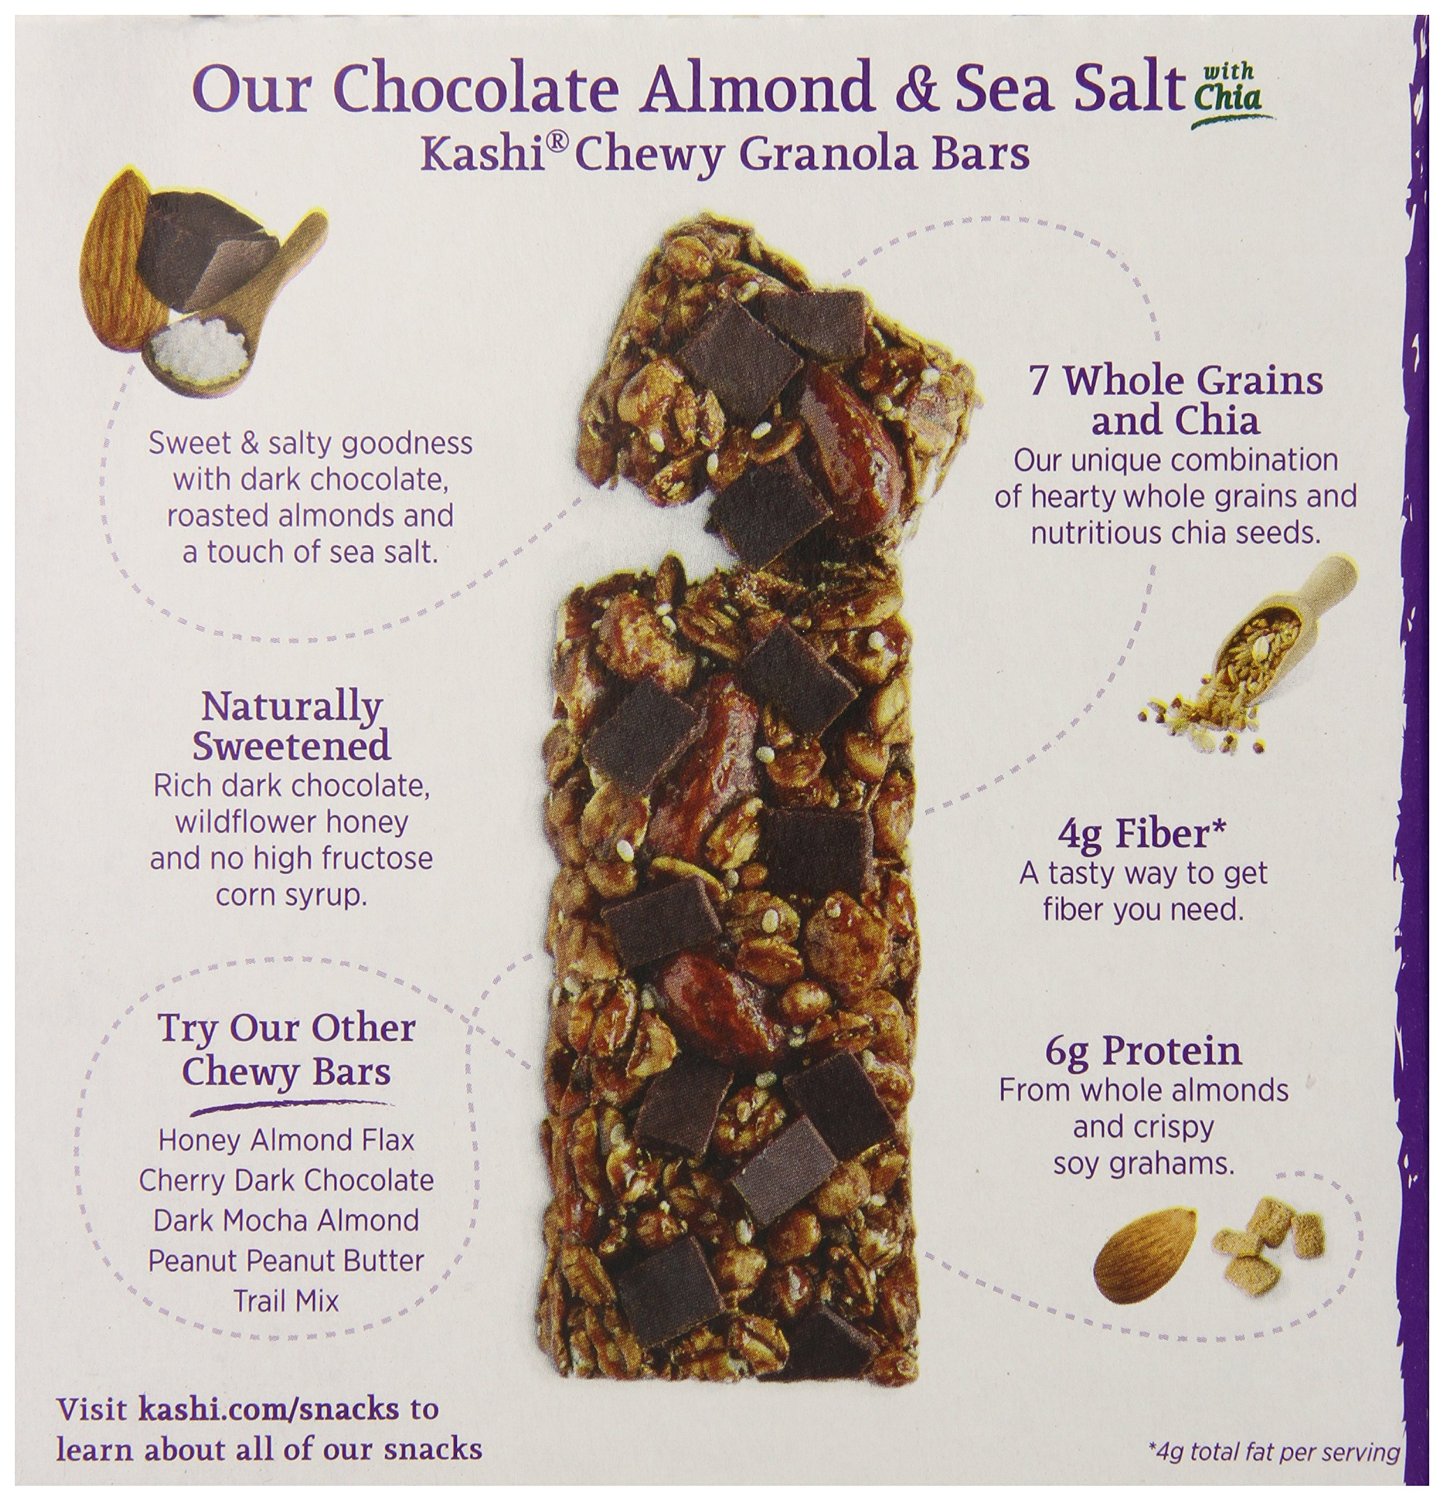 Our Chocolate Almond & Sea Salt with Chia
Kashi® Chewy Granola Bars
Sweet & salty goodness
with dark chocolate,
roasted almonds and
a touch of sea salt.
Naturally
Sweetened
Rich dark chocolate,
wildflower honey
and no high fructose
corn syrup.
Try Our Other
Chewy Bars
Honey Almond Flax
Cherry Dark Chocolate
Dark Mocha Almond
Peanut Peanut Butter
Trail Mix
Visit kashi.com/snacks to
learn about all of our snacks
7 Whole Grains
and Chia
Our unique combination
of hearty whole grains and
nutritious chia seeds.
4g Fiber*
A tasty way to get
fiber you need.
6g Protein
From whole almonds
and crispy
soy grahams.
*4g total fat per serving